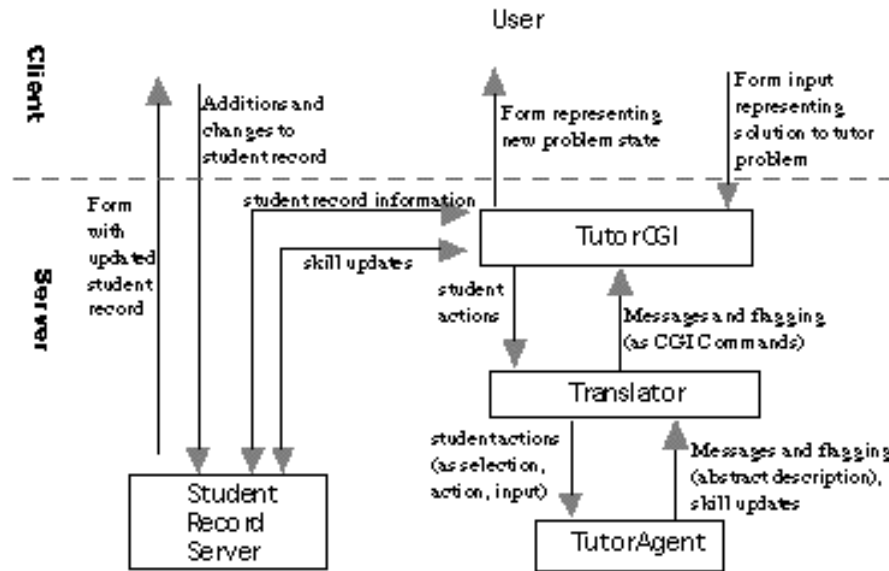 User
Client
Additions and
changes to
student record
Form representing
new problem state
Form input
representing
solution to tutor
problem
Server
Form
with
updated
student
record
student record information
skill updates
TutorCGI
student
actions
Messages and flagging
(as CGI Commands)
Translator
student actions
(as selection,
action, input)
Messages and flagging
(abstract description),
skill updates
Student
Record
Server
TutorAgent